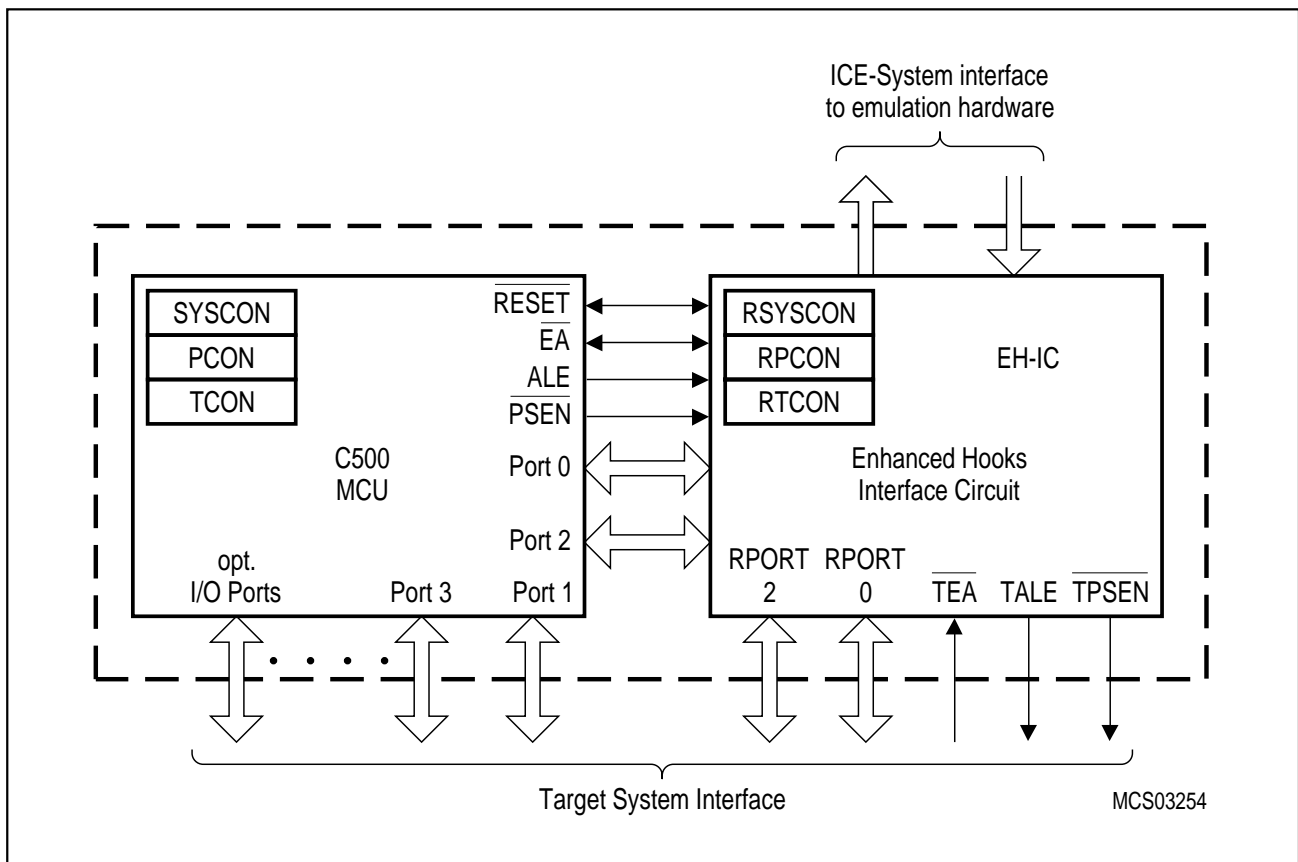 ICE-System interface
to emulation hardware
SYSCON
PCON
TCON
RESET
EA
ALE
PSEN
Port 0
Port 2
C500
MCU
opt.
I/O Ports
Port 3
Port 1
RSYSCON
RPCON
RTCON
EH-IC
Enhanced Hooks
Interface Circuit
RPORT
2
RPORT
0
TEA
TALE
TPSEN
Target System Interface
MCS03254